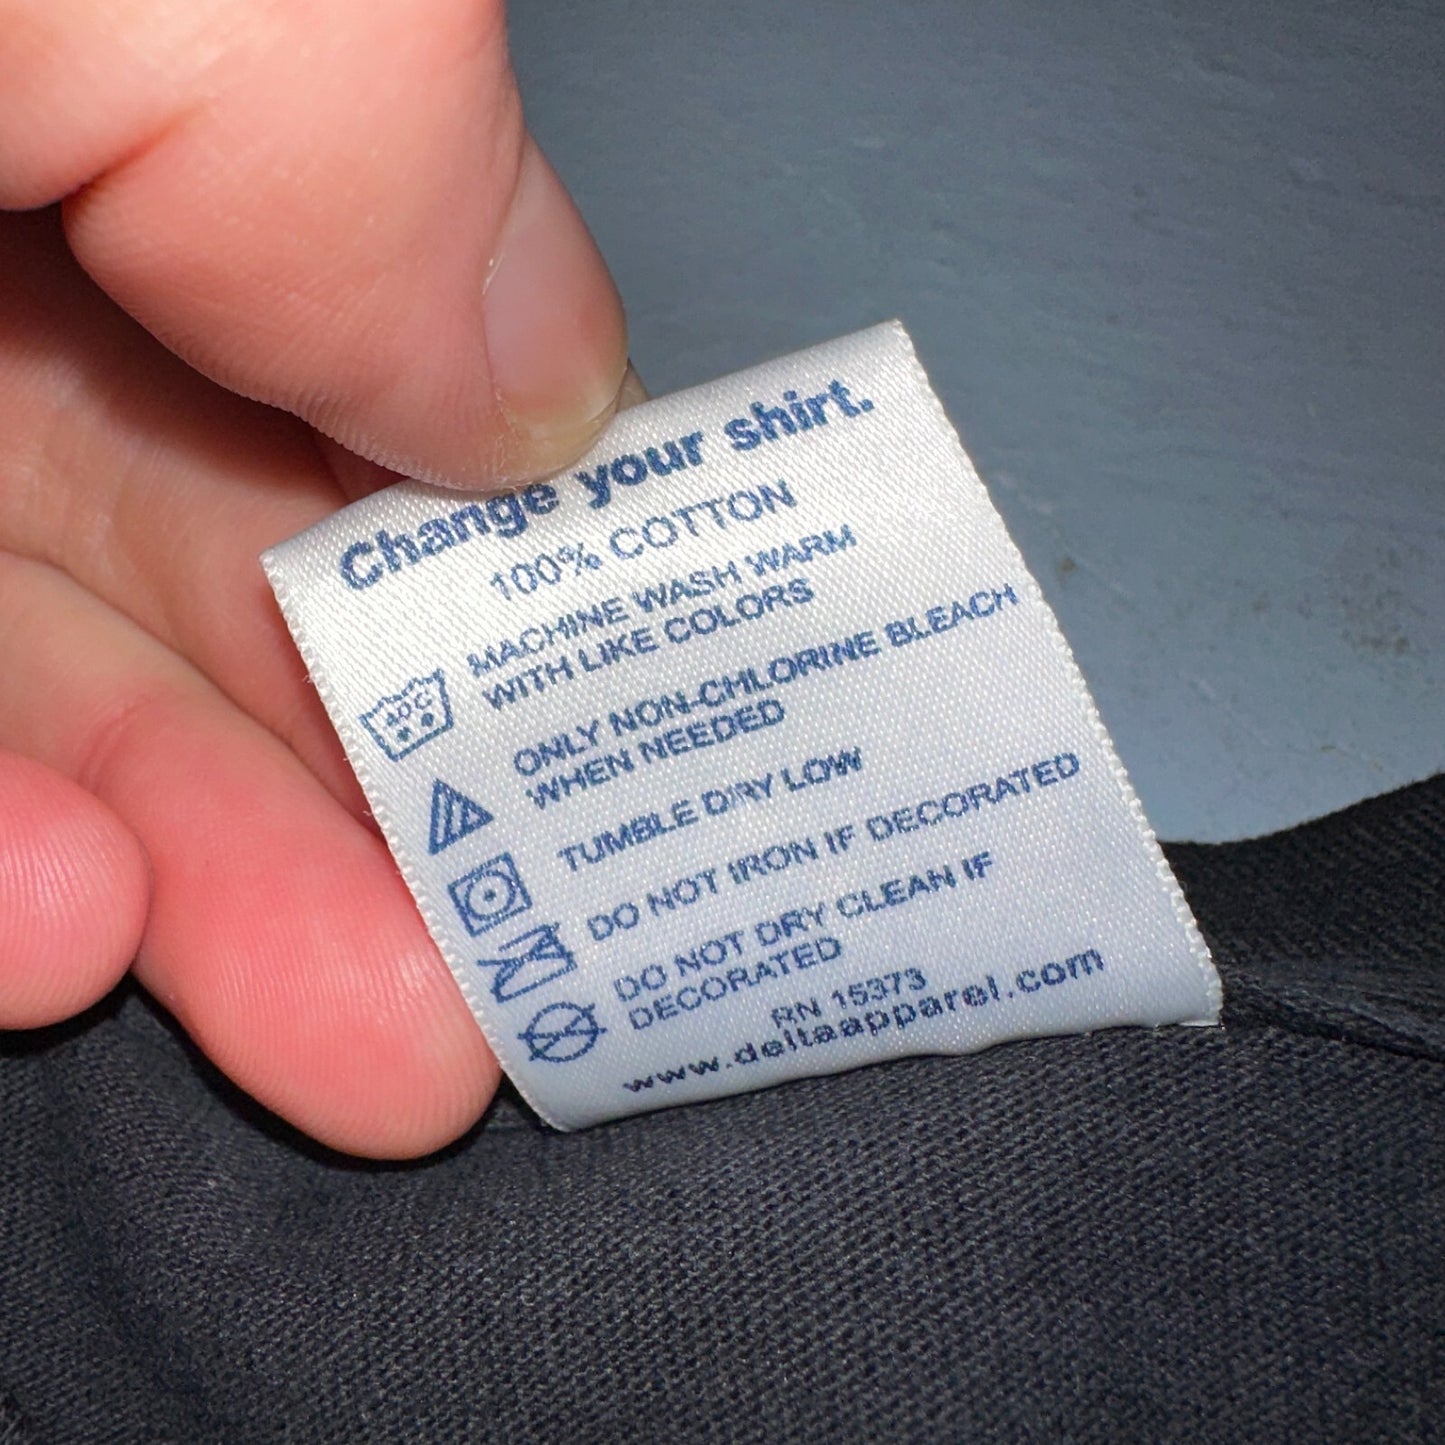 Change your shirt.
100% COTTON
MACHINE WASH WARM
WITH LIKE COLORS
ONLY NON-CHLORINE BLEACH
WHEN NEEDED
TUMBLE DRY LOW
DO NOT IRON IF DECORATED
DO NOT DRY CLEAN IF
DECORATED
RN 15373
www.deltaapparel.com